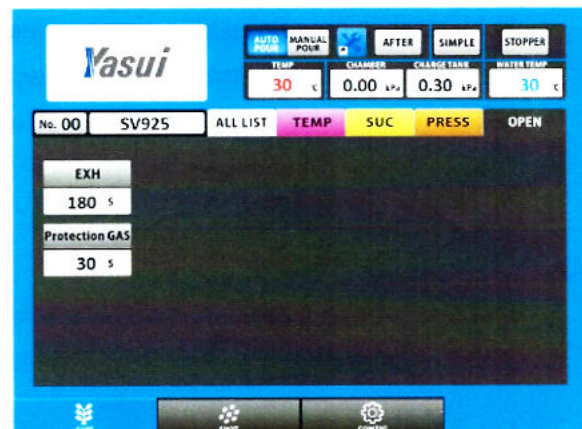 Yasui
AUTO POUR
MANUAL POUR
AFTER
SIMPLE
STOPPER
TEMP
30 ℃
CHAMBER
0.00 kPa
CHARGE TANK
0.30 kPa
WATER TEMP
30 ℃
No. 00
SV925
ALL LIST
TEMP
SUC
PRESS
OPEN
EXH
180 s
Protection GAS
30 s
CONFIG